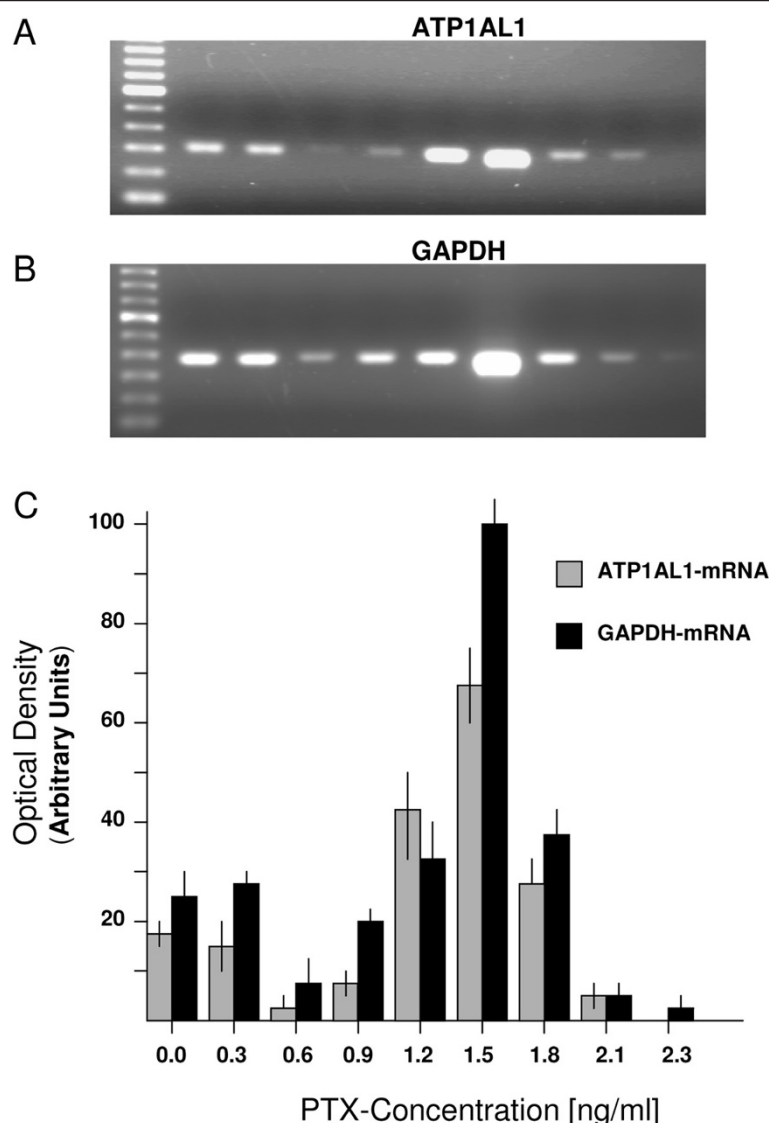 A
ATP1AL1
B
GAPDH
C
100
80
60
40
20
Optical Density
(Arbitrary Units)
ATP1AL1-mRNA
GAPDH-mRNA
0.0 0.3 0.6 0.9 1.2 1.5 1.8 2.1 2.3
PTX-Concentration [ng/ml]